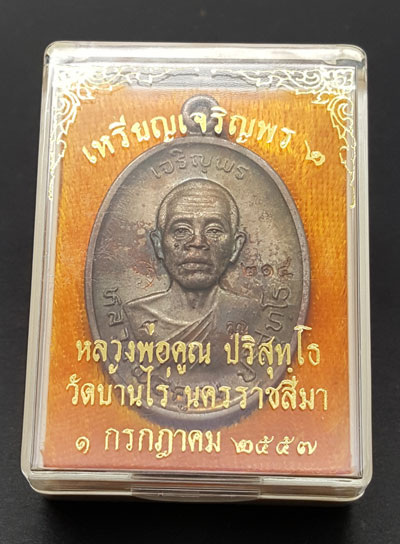 เหรียญเจริญพร ๒
เจริญพร
หลวงพ่อคูณ ปริสุทฺโธ
วัดบ้านไร่ นครราชสีมา
๑ กรกฎาคม ๒๕๕๗